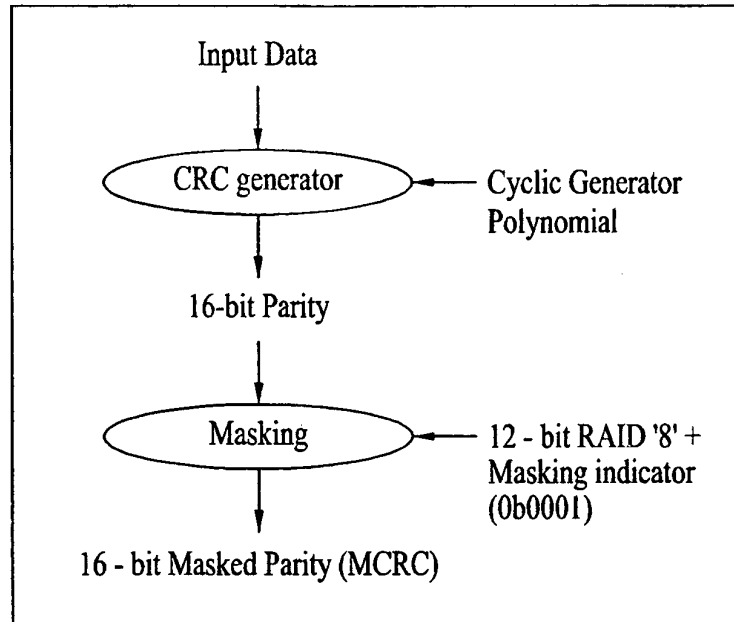 Input Data
CRC generator
Cyclic Generator
Polynomial
16-bit Parity
Masking
12 - bit RAID '8' +
Masking indicator
(0b0001)
16 - bit Masked Parity (MCRC)